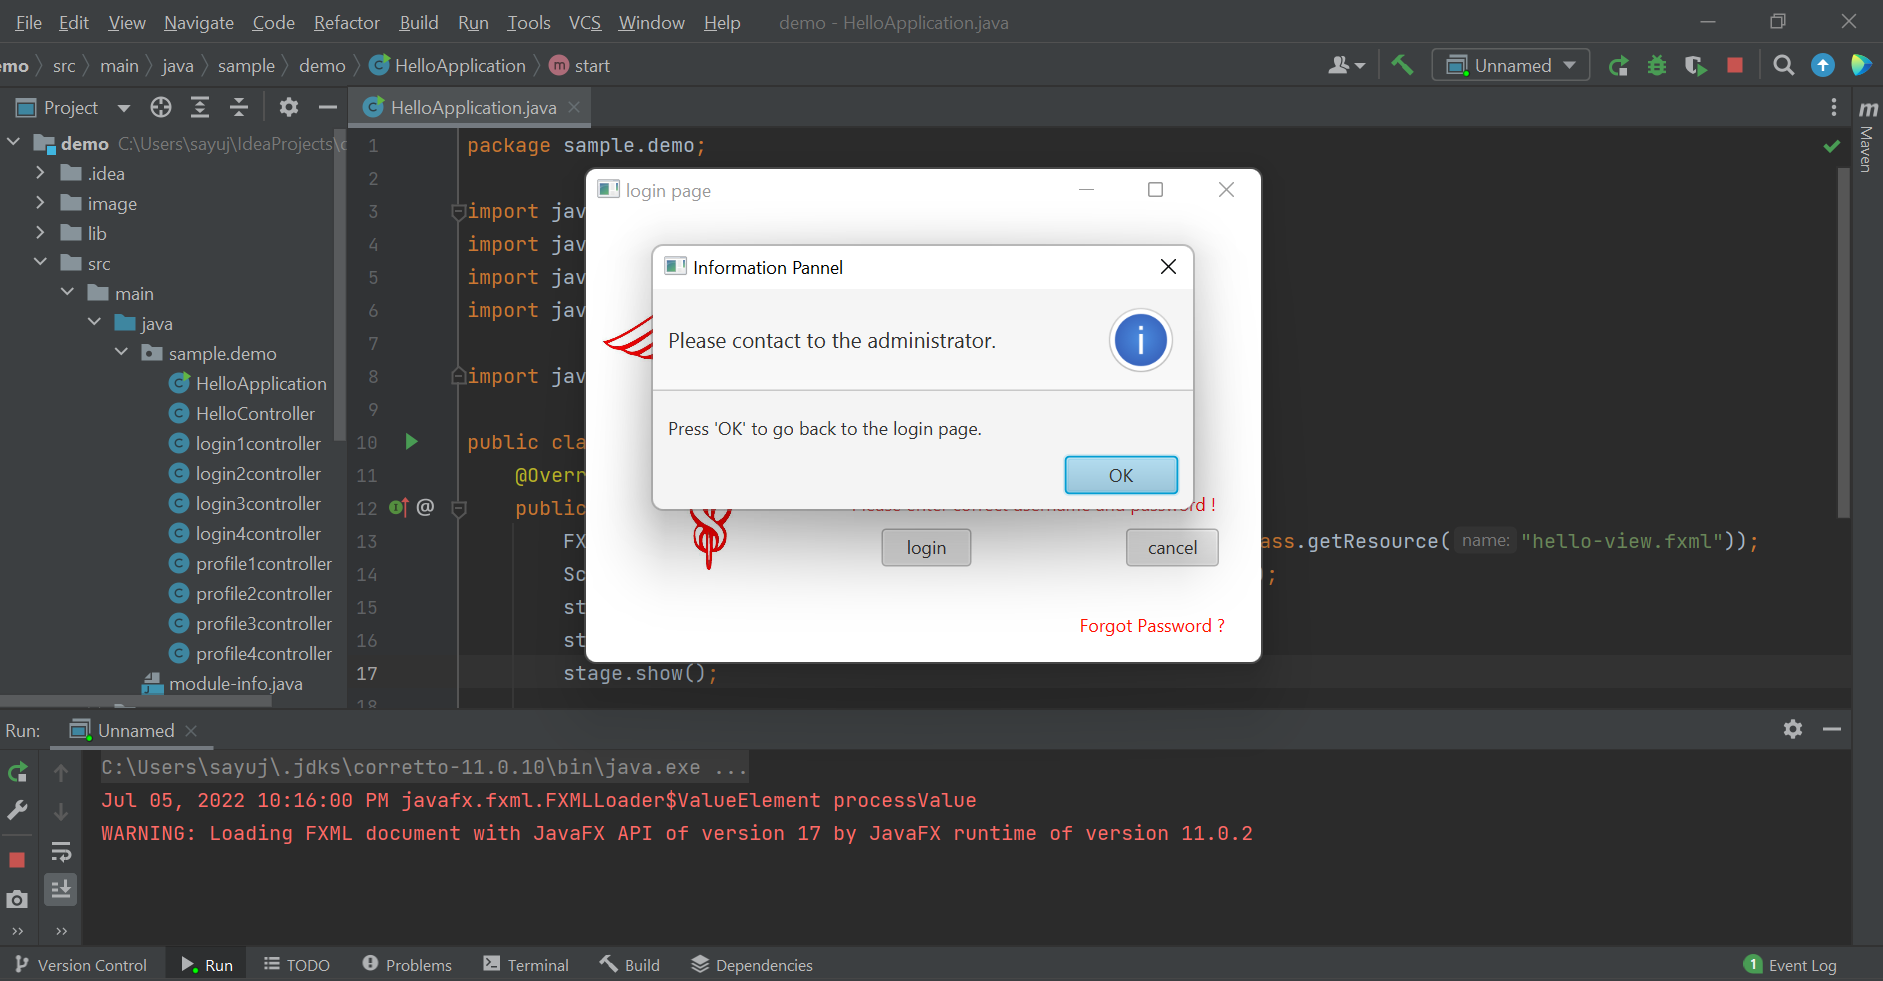 File Edit View Navigate Code Refactor Build Run Tools VCS Window Help demo - HelloApplication.java
emo src main java sample demo HelloApplication m start
Unnamed
Project
HelloApplication.java
m
Maven
demo C:\Users\sayuj\IdeaProjects\
.idea
image
lib
src
main
java
sample.demo
HelloApplication
HelloController
login1controller
login2controller
login3controller
login4controller
profile1controller
profile2controller
profile3controller
profile4controller
module-info.java
1 package sample.demo;
2
3 import jav
4 import jav
5 import jav
6 import jav
7
8 import jav
9
10 public cla
11 @Overr
12 @ public
13 FX ass.getResource( name: "hello-view.fxml"));
14 Sc ;
15 st
16 st
17 stage.show();
18
login page
Information Pannel
Please contact to the administrator.
Press 'OK' to go back to the login page.
OK
Please enter correct username and password !
login cancel
Forgot Password ?
Run: Unnamed
C:\Users\sayuj\.jdks\corretto-11.0.10\bin\java.exe ...
Jul 05, 2022 10:16:00 PM javafx.fxml.FXMLLoader$ValueElement processValue
WARNING: Loading FXML document with JavaFX API of version 17 by JavaFX runtime of version 11.0.2
Version Control Run TODO Problems Terminal Build Dependencies 1 Event Log